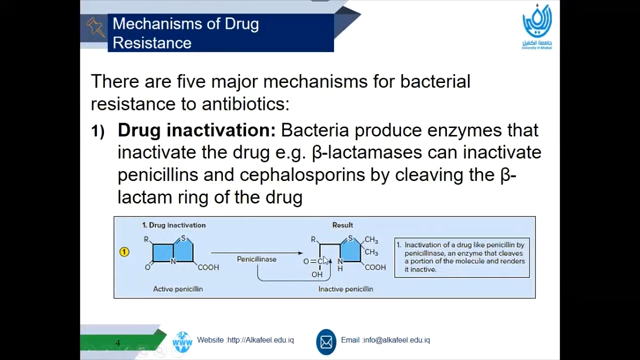 Mechanisms of Drug
Resistance
جامعة الكفيل
There are five major mechanisms for bacterial
resistance to antibiotics:
1) Drug inactivation: Bacteria produce enzymes that
inactivate the drug e.g. β-lactamases can inactivate
penicillins and cephalosporins by cleaving the β-
lactam ring of the drug
1. Drug inactivation
Result
1
R
S
O
N
COOH
Active penicillin
Penicillinase
R
S
CH3
CH3
O=C
N
H
OH
COOH
Inactive penicillin
1. Inactivation of a drug like penicillin by
penicillinase, an enzyme that cleaves
a portion of the molecule and renders
it inactive.
4
WWW
Website :http://Alkafeel.edu.iq
Email :info@alkafeel.edu.iq